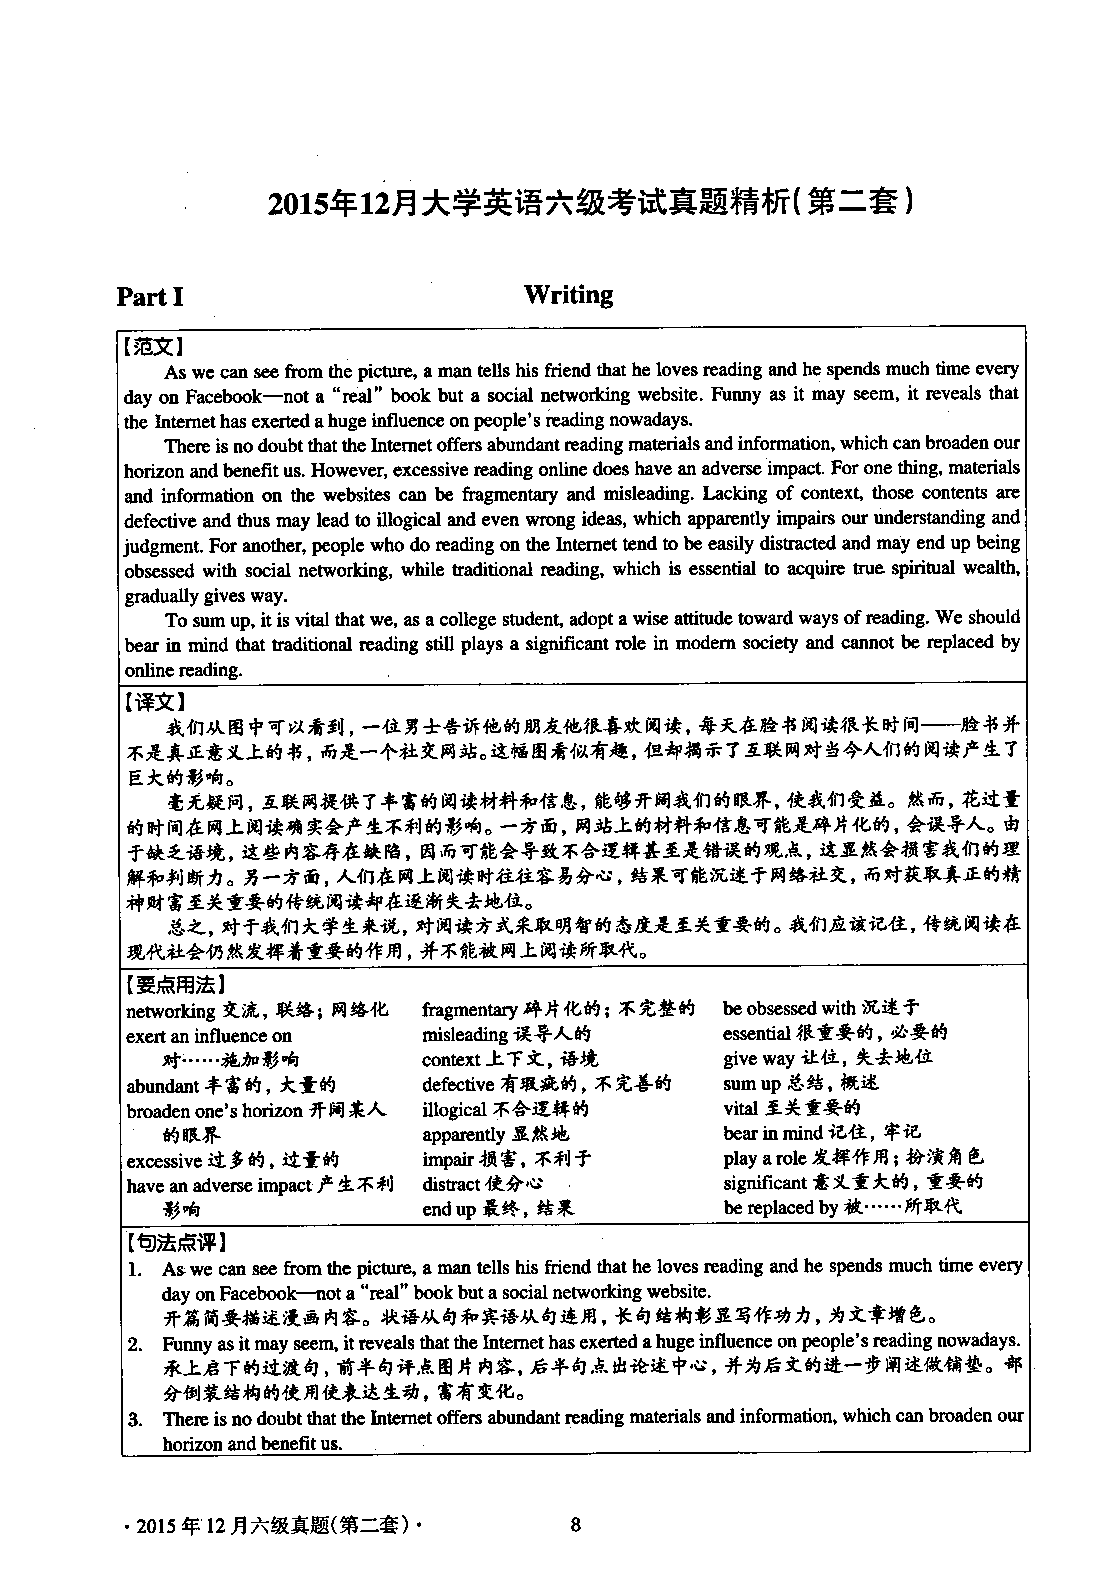 2015年12月大学英语六级考试真题精析(第二套)
Part I Writing
【范文】
As we can see from the picture, a man tells his friend that he loves reading and he spends much time every
day on Facebook—not a “real” book but a social networking website. Funny as it may seem, it reveals that
the Internet has exerted a huge influence on people’s reading nowadays.
There is no doubt that the Internet offers abundant reading materials and information, which can broaden our
horizon and benefit us. However, excessive reading online does have an adverse impact. For one thing, materials
and information on the websites can be fragmentary and misleading. Lacking of context, those contents are
defective and thus may lead to illogical and even wrong ideas, which apparently impairs our understanding and
judgment. For another, people who do reading on the Internet tend to be easily distracted and may end up being
obsessed with social networking, while traditional reading, which is essential to acquire true spiritual wealth,
gradually gives way.
To sum up, it is vital that we, as a college student, adopt a wise attitude toward ways of reading. We should
bear in mind that traditional reading still plays a significant role in modern society and cannot be replaced by
online reading.
【译文】
我们从图中可以看到，一位男士告诉他的朋友他很喜欢阅读，每天在脸书阅读很长时间——脸书并
不是真正意义上的书，而是一个社交网站。这幅图看似有趣，但却揭示了互联网对当今人们的阅读产生了
巨大的影响。
毫无疑问，互联网提供了丰富的阅读材料和信息，能够开阔我们的眼界，使我们受益。然而，花过量
的时间在网上阅读确实会产生不利的影响。一方面，网站上的材料和信息可能是碎片化的，会误导人。由
于缺乏语境，这些内容存在缺陷，因而可能会导致不合逻辑甚至是错误的观点，这显然会损害我们的理
解和判断力。另一方面，人们在网上阅读时往往容易分心，结果可能沉迷于网络社交，而对获取真正的精
神财富至关重要的传统阅读却在逐渐失去地位。
总之，对于我们大学生来说，对阅读方式采取明智的态度是至关重要的。我们应该记住，传统阅读在
现代社会仍然发挥着重要的作用，并不能被网上阅读所取代。
【要点用法】
networking 交流，联络；网络化 fragmentary 碎片化的；不完整的 be obsessed with 沉迷于
exert an influence on misleading 误导人的 essential 很重要的，必要的
对……施加影响 context 上下文，语境 give way 让位，失去地位
abundant 丰富的，大量的 defective 有瑕疵的，不完善的 sum up 总结，概述
broaden one’s horizon 开阔某人 illogical 不合逻辑的 vital 至关重要的
的眼界 apparently 显然地 bear in mind 记住，牢记
excessive 过多的，过量的 impair 损害，不利于 play a role 发挥作用；扮演角色
have an adverse impact 产生不利 distract 使分心 significant 意义重大的，重要的
影响 end up 最终，结果 be replaced by 被……所取代
【句法点评】
1. As we can see from the picture, a man tells his friend that he loves reading and he spends much time every
day on Facebook—not a “real” book but a social networking website.
开篇简要描述漫画内容。状语从句和宾语从句连用，长句结构彰显写作功力，为文章增色。
2. Funny as it may seem, it reveals that the Internet has exerted a huge influence on people’s reading nowadays.
承上启下的过渡句，前半句评点图片内容，后半句点出论述中心，并为后文的进一步阐述做铺垫。部
分倒装结构的使用使表达生动，富有变化。
3. There is no doubt that the Internet offers abundant reading materials and information, which can broaden our
horizon and benefit us.
·2015年12月六级真题(第二套)· 8